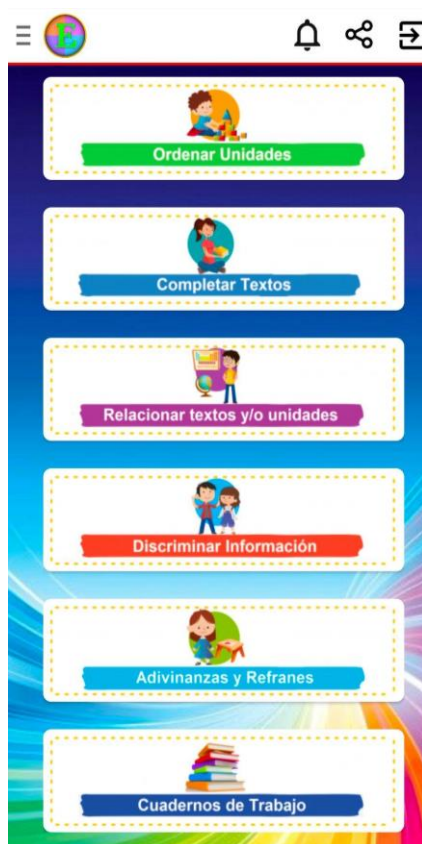 E
Ordenar Unidades
Completar Textos
Relacionar textos y/o unidades
Discriminar Información
Adivinanzas y Refranes
Cuadernos de Trabajo